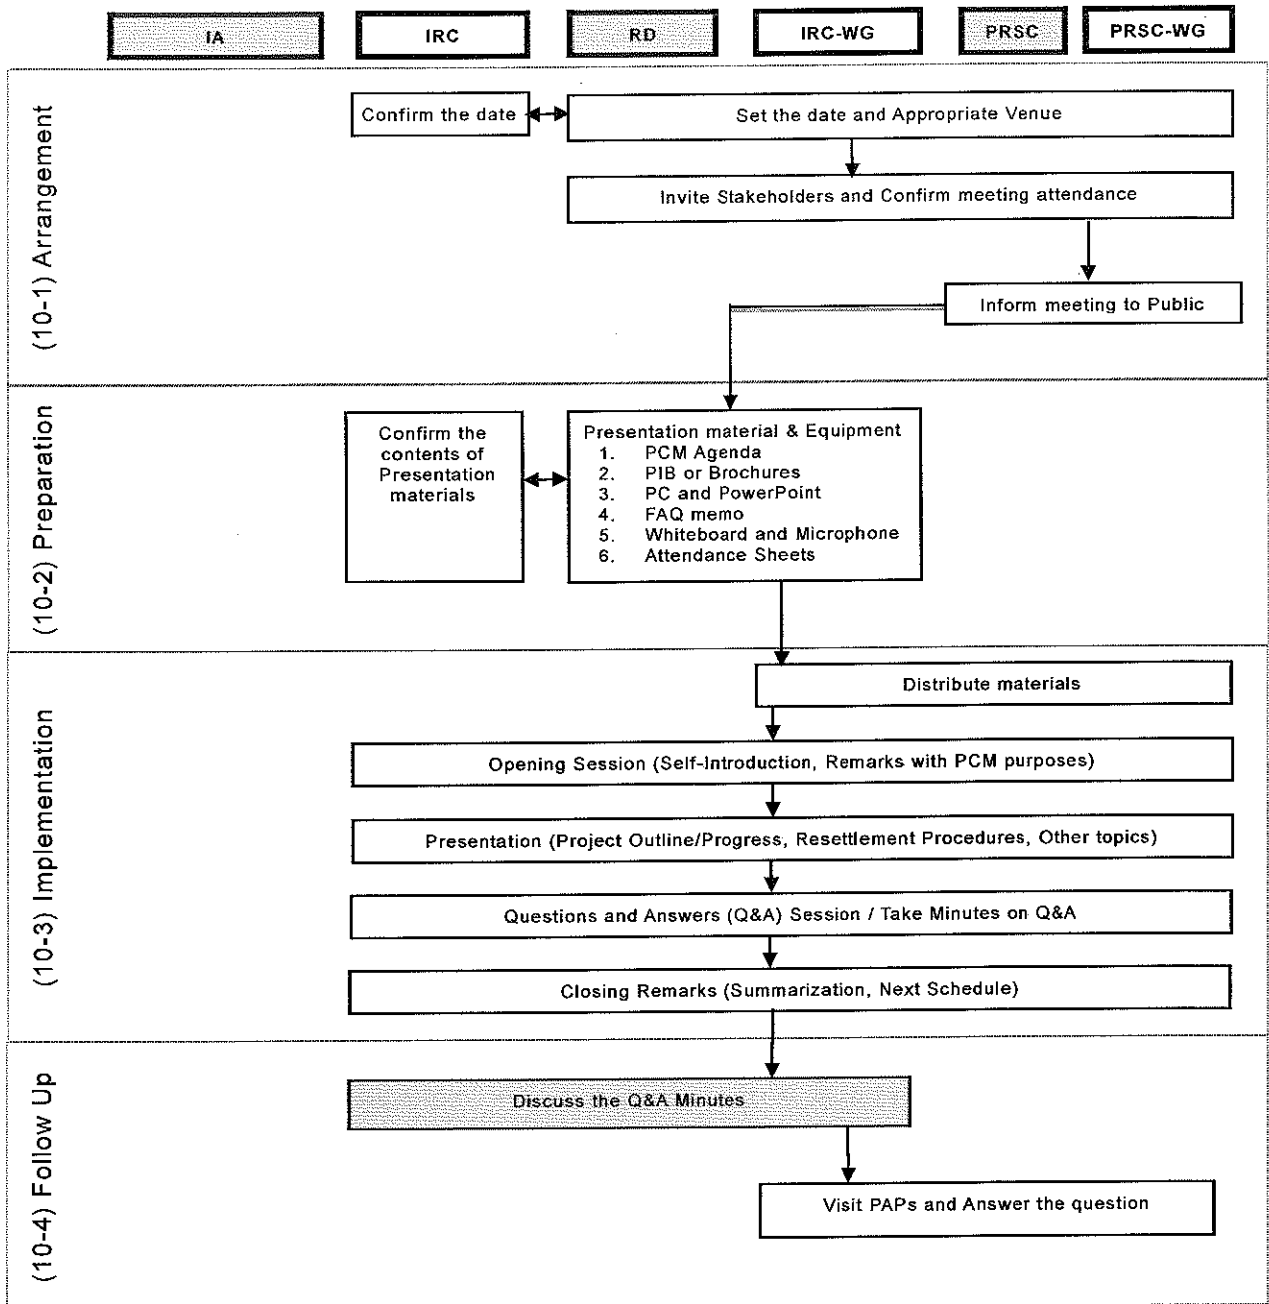 IA
IRC
RD
IRC-WG
PRSC
PRSC-WG
(10-1) Arrangement
Confirm the date
Set the date and Appropriate Venue
Invite Stakeholders and Confirm meeting attendance
Inform meeting to Public
(10-2) Preparation
Confirm the
contents of
Presentation
materials
Presentation material & Equipment
1. PCM Agenda
2. PIB or Brochures
3. PC and PowerPoint
4. FAQ memo
5. Whiteboard and Microphone
6. Attendance Sheets
(10-3) Implementation
Distribute materials
Opening Session (Self-Introduction, Remarks with PCM purposes)
Presentation (Project Outline/Progress, Resettlement Procedures, Other topics)
Questions and Answers (Q&A) Session / Take Minutes on Q&A
Closing Remarks (Summarization, Next Schedule)
(10-4) Follow Up
Discuss the Q&A Minutes
Visit PAPs and Answer the question